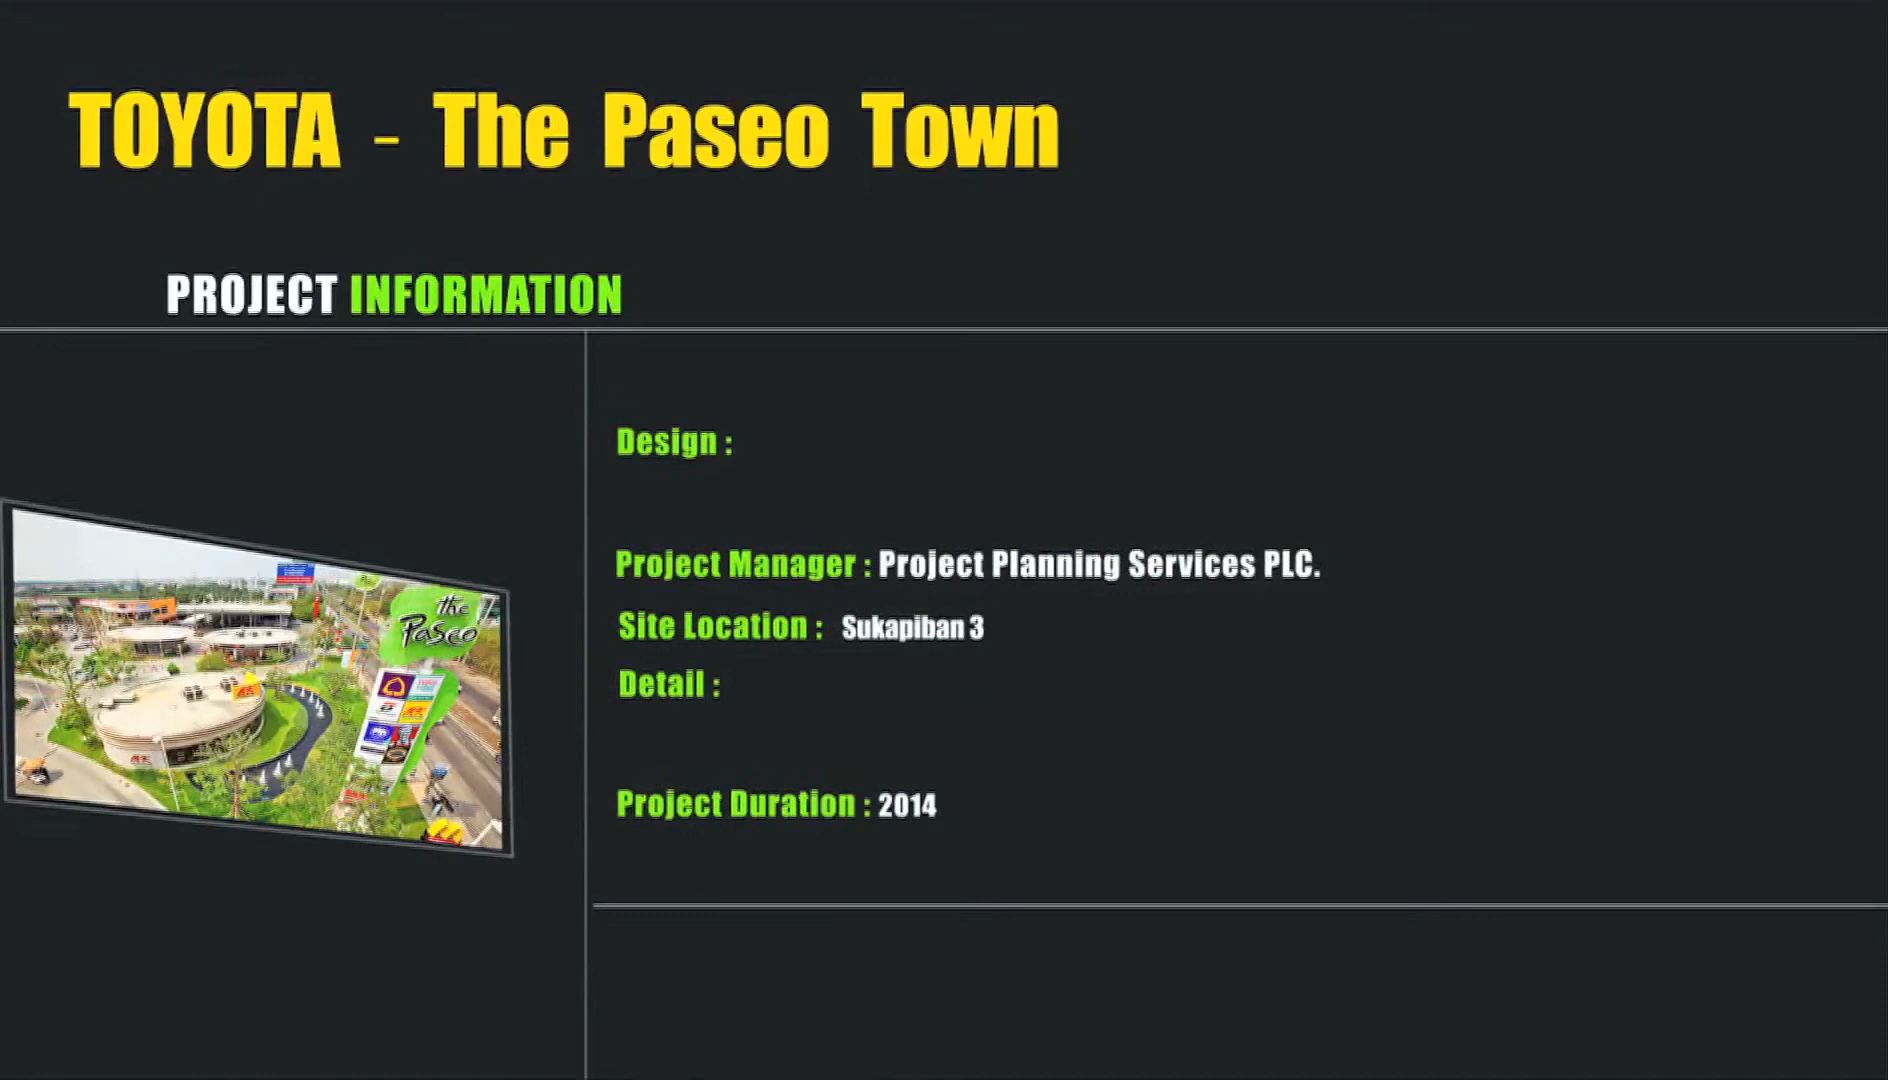 TOYOTA - The Paseo Town
PROJECT INFORMATION
Design :
Project Manager : Project Planning Services PLC.
Site Location : Sukapiban 3
Detail :
Project Duration : 2014
the
Paseo